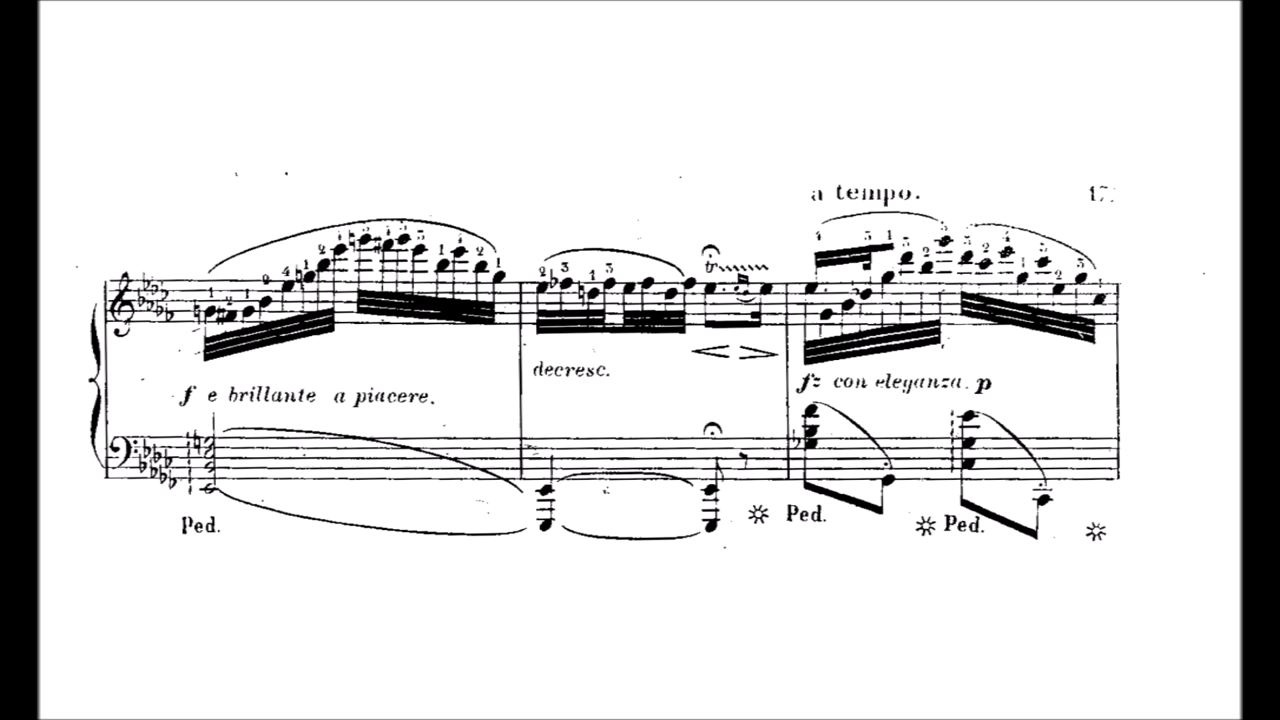 a tempo.
decresc.
f e brillante a piacere.
fz con eleganza. p
Ped.
Ped.
Ped.